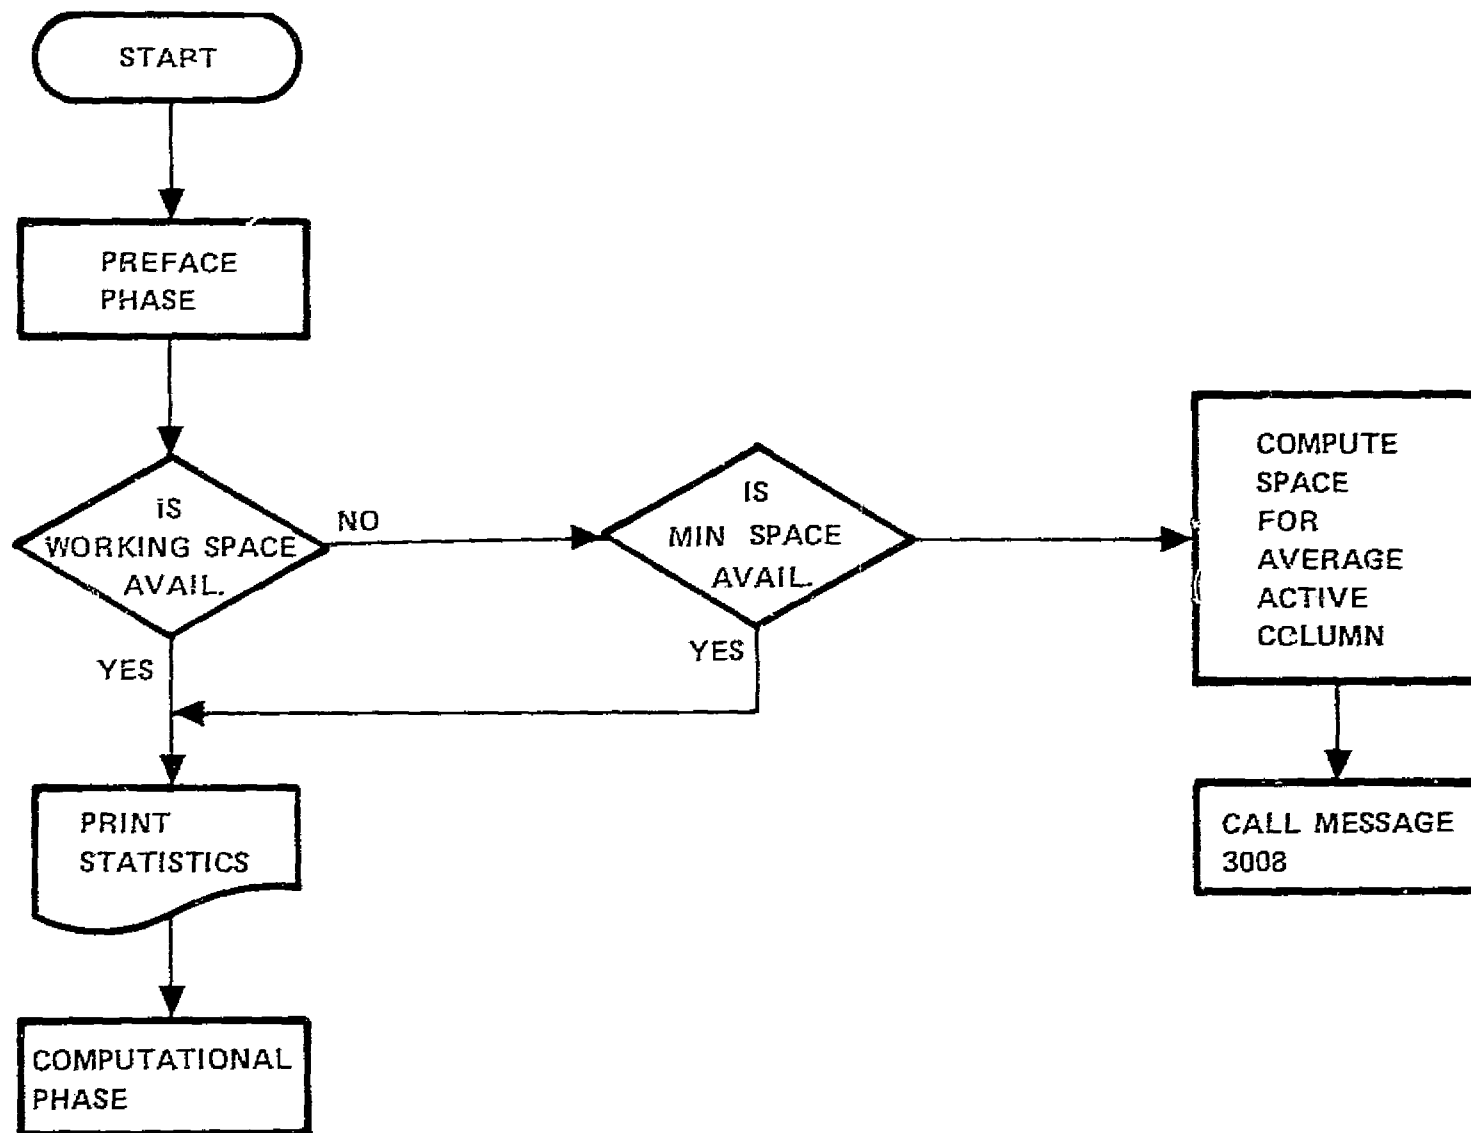 START
PREFACE
PHASE
IS
WORKING SPACE
AVAIL.
NO
YES
IS
MIN SPACE
AVAIL.
YES
COMPUTE
SPACE
FOR
AVERAGE
ACTIVE
COLUMN
CALL MESSAGE
3008
PRINT
STATISTICS
COMPUTATIONAL
PHASE